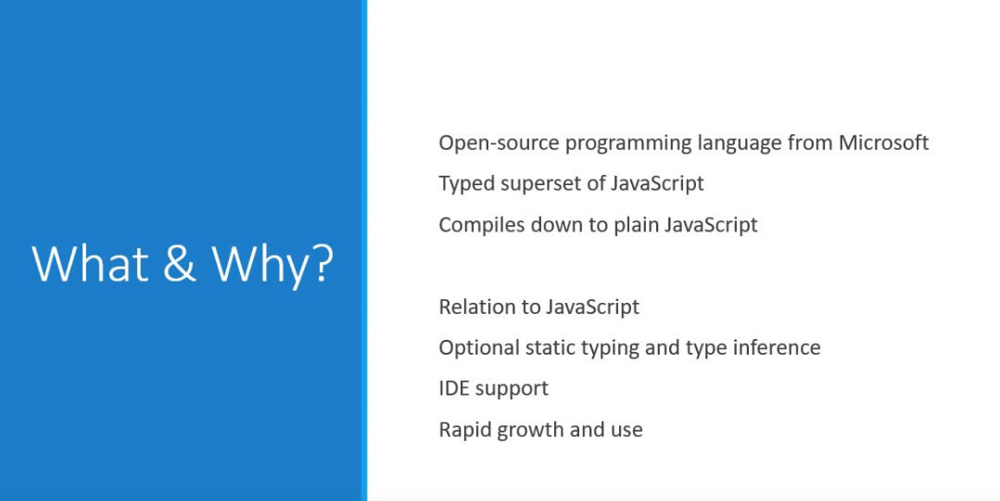 What & Why?
Open-source programming language from Microsoft
Typed superset of JavaScript
Compiles down to plain JavaScript
Relation to JavaScript
Optional static typing and type inference
IDE support
Rapid growth and use